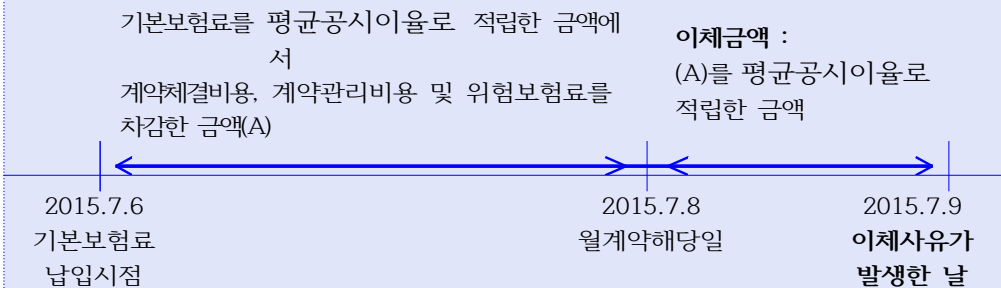 기본보험료를 평균공시이율로 적립한 금액에
서
계약체결비용, 계약관리비용 및 위험보험료를
차감한 금액(A)
이체금액 :
(A)를 평균공시이율로
적립한 금액
2015.7.6
기본보험료
납입시점
2015.7.8
월계약해당일
2015.7.9
이체사유가
발생한 날